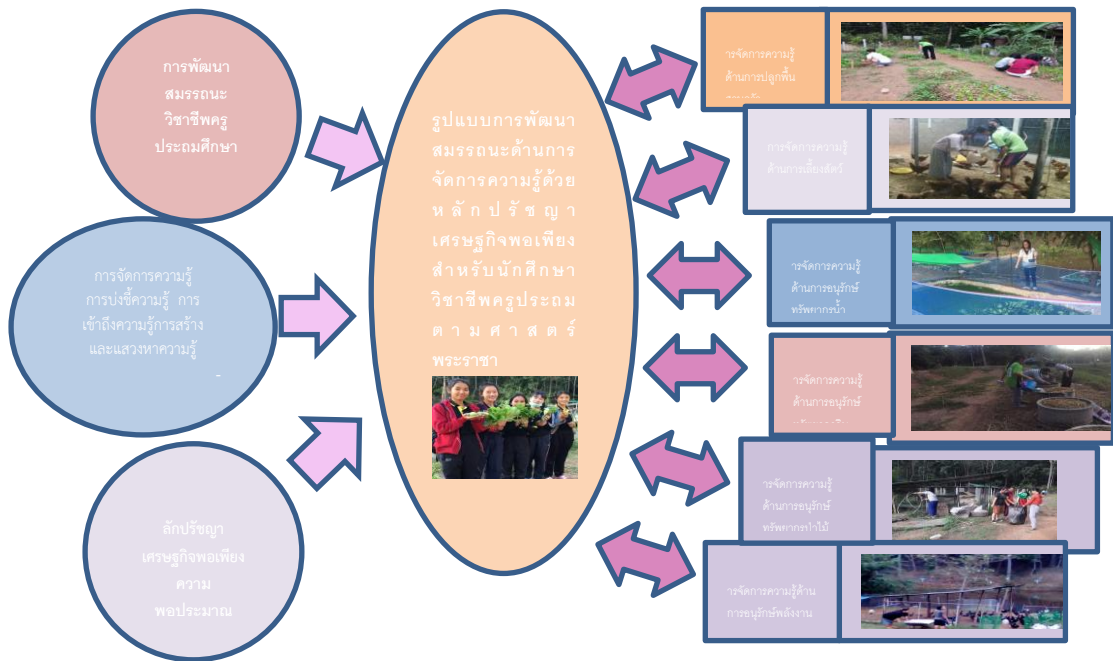 การพัฒนา
สมรรถนะ
วิชาชีพครู
ประถมศึกษา
การจัดการความรู้
การบ่งชี้ความรู้ การ
เข้าถึงความรู้การสร้าง
และแสวงหาความรู้
-
ลักปรัชญา
เศรษฐกิจพอเพียง
ความ
พอประมาณ
รูปแบบการพัฒนา
สมรรถนะด้านการ
จัดการความรู้ด้วย
หลักปรัชญา
เศรษฐกิจพอเพียง
สำหรับนักศึกษา
วิชาชีพครูประถม
ตามศาสตร์
พระราชา
ารจัดการความรู้
ด้านการปลูกพื้น
การจัดการความรู้
ด้านการเลี้ยงสัตว์
ารจัดการความรู้
ด้านการอนุรักษ์
ทรัพยากรน้ำ
ารจัดการความรู้
ด้านการอนุรักษ์
ารจัดการความรู้
ด้านการอนุรักษ์
ทรัพยากรป่าไม้
ารจัดการความรู้ด้าน
การอนุรักษ์พลังงาน